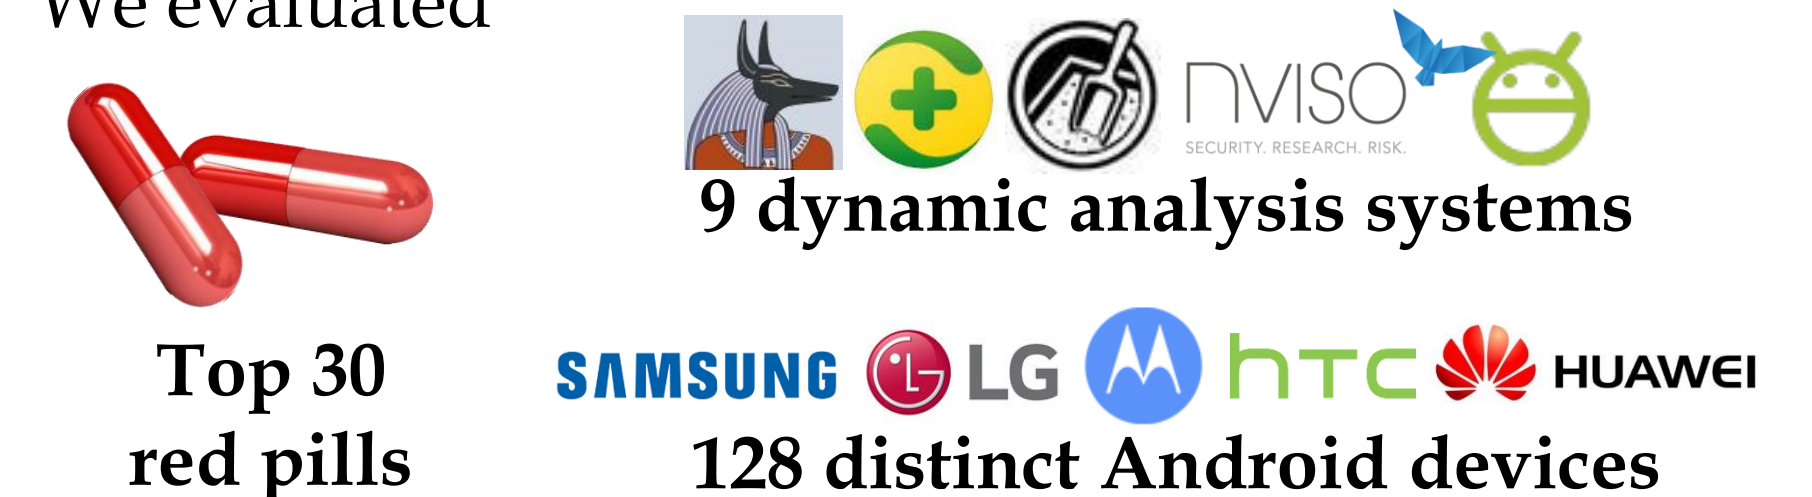 We evaluated
NVISO
SECURITY. RESEARCH. RISK.
9 dynamic analysis systems
SAMSUNG LG LG M hTC HUAWEI
Top 30
red pills
128 distinct Android devices